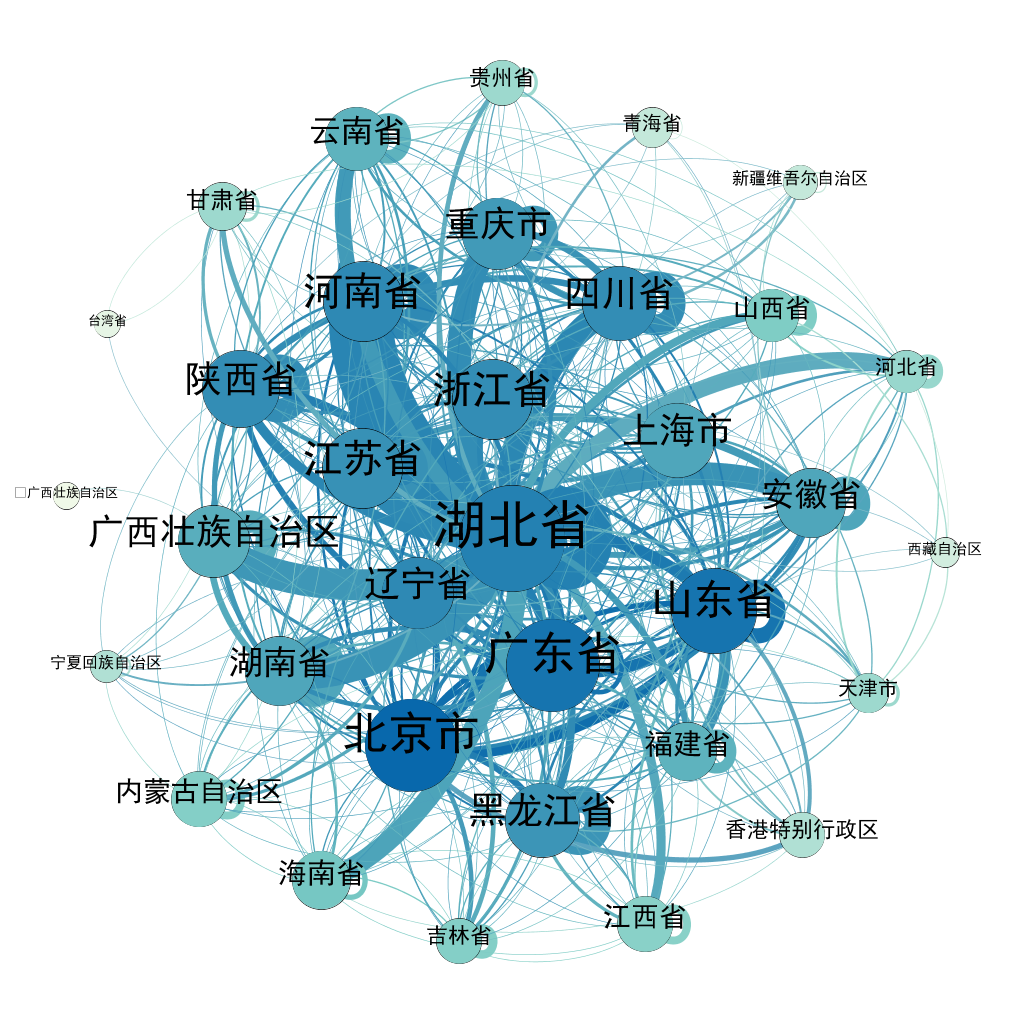 贵州省
青海省
云南省
新疆维吾尔自治区
甘肃省
重庆市
河南省
四川省
山西省
台湾省
河北省
陕西省
浙江省
上海市
江苏省
安徽省
□广西壮族自治区
湖北省
广西壮族自治区
西藏自治区
辽宁省
山东省
广东省
湖南省
宁夏回族自治区
天津市
北京市
福建省
内蒙古自治区
黑龙江省
香港特别行政区
海南省
江西省
吉林省